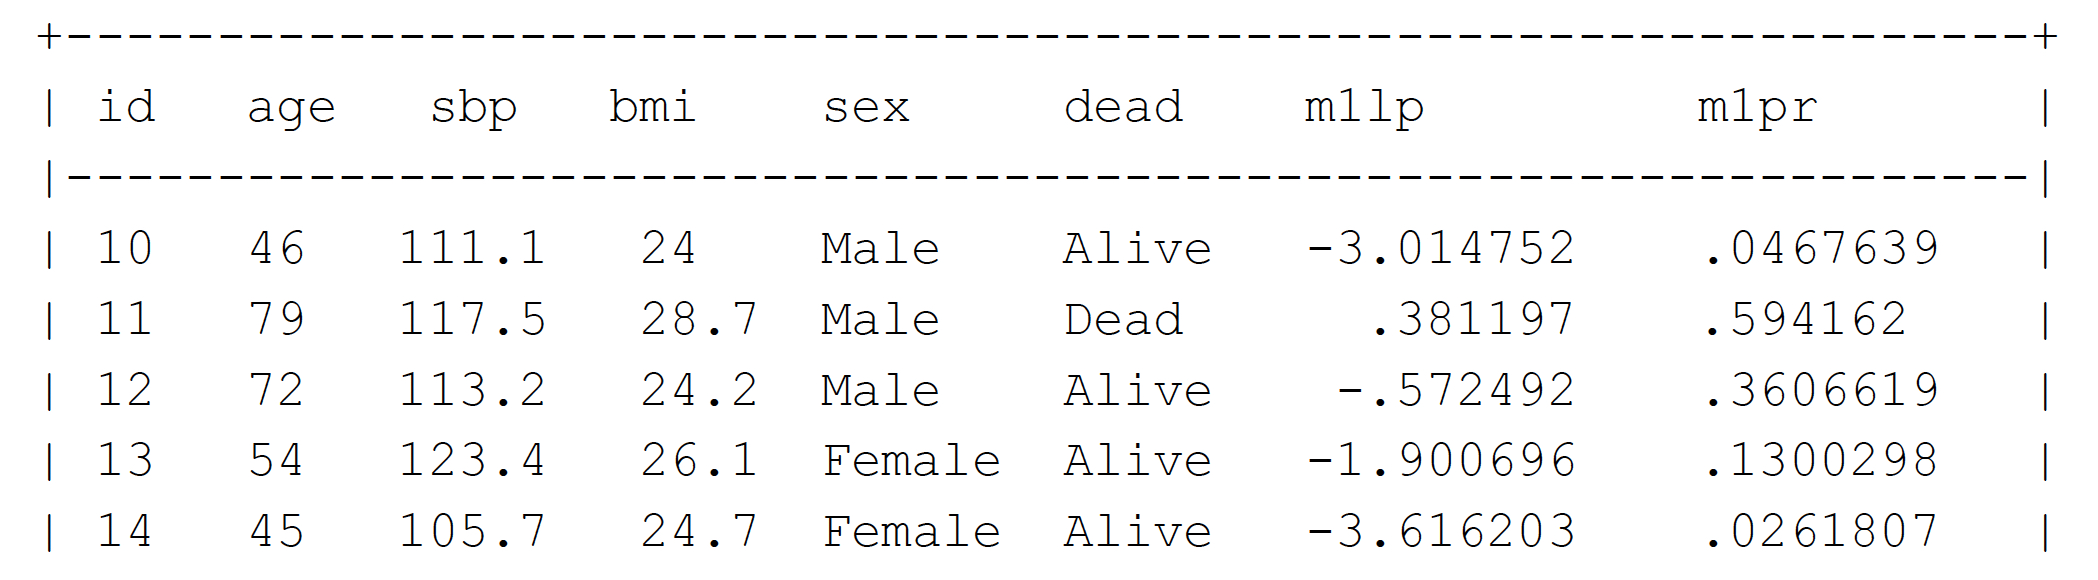 +-----------------------------------------------------------------+
| id   age   sbp   bmi    sex     dead    m1lp         m1pr       |
|-----------------------------------------------------------------|
| 10   46   111.1   24    Male    Alive   -3.014752    .0467639   |
| 11   79   117.5   28.7  Male    Dead      .381197    .594162    |
| 12   72   113.2   24.2  Male    Alive    -.572492    .3606619   |
| 13   54   123.4   26.1  Female  Alive   -1.900696    .1300298   |
| 14   45   105.7   24.7  Female  Alive   -3.616203    .0261807   |